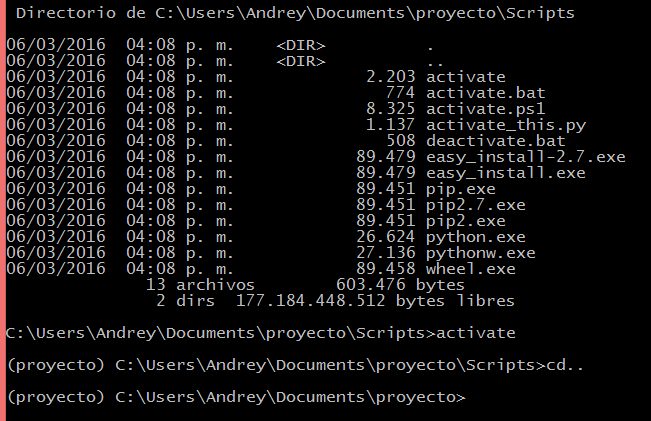 Directorio de C:\Users\Andrey\Documents\proyecto\Scripts
06/03/2016 04:08 p. m. <DIR> .
06/03/2016 04:08 p. m. <DIR> ..
06/03/2016 04:08 p. m. 2.203 activate
06/03/2016 04:08 p. m. 774 activate.bat
06/03/2016 04:08 p. m. 8.325 activate.ps1
06/03/2016 04:08 p. m. 1.137 activate_this.py
06/03/2016 04:08 p. m. 508 deactivate.bat
06/03/2016 04:08 p. m. 89.479 easy_install-2.7.exe
06/03/2016 04:08 p. m. 89.479 easy_install.exe
06/03/2016 04:08 p. m. 89.451 pip.exe
06/03/2016 04:08 p. m. 89.451 pip2.7.exe
06/03/2016 04:08 p. m. 89.451 pip2.exe
06/03/2016 04:08 p. m. 26.624 python.exe
06/03/2016 04:08 p. m. 27.136 pythonw.exe
06/03/2016 04:08 p. m. 89.458 wheel.exe
13 archivos 603.476 bytes
2 dirs 177.184.448.512 bytes libres
C:\Users\Andrey\Documents\proyecto\Scripts>activate
(proyecto) C:\Users\Andrey\Documents\proyecto\Scripts>cd..
(proyecto) C:\Users\Andrey\Documents\proyecto>